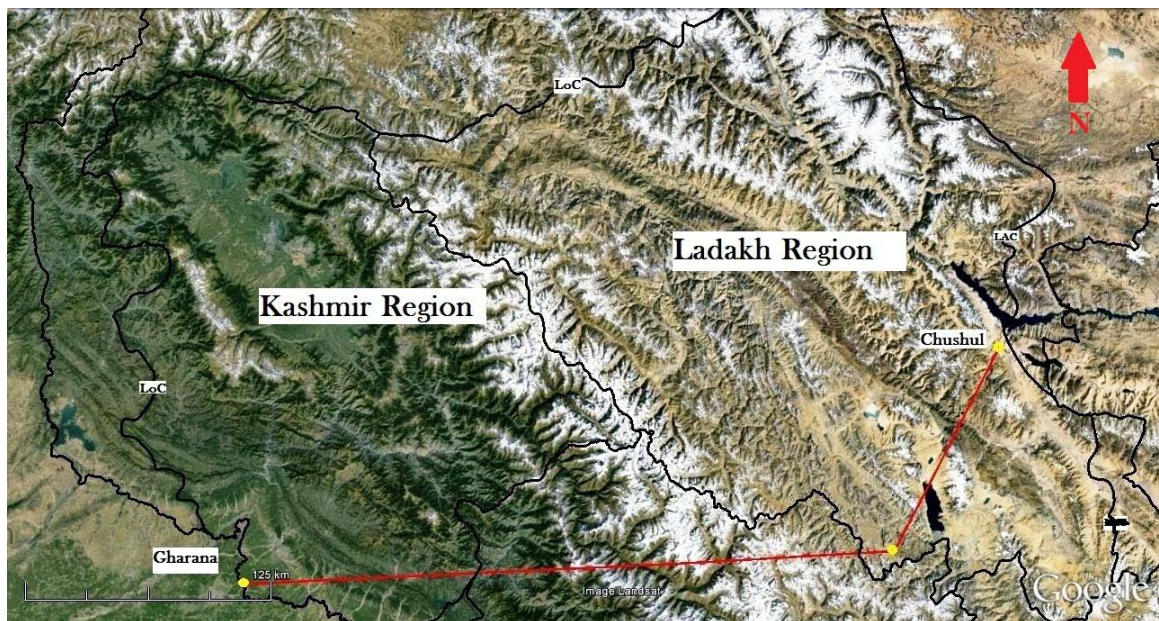 LoC
N
Ladakh Region
LAC
Kashmir Region
Chushul
LoC
Gharana
125 km
Image Landsat
Google